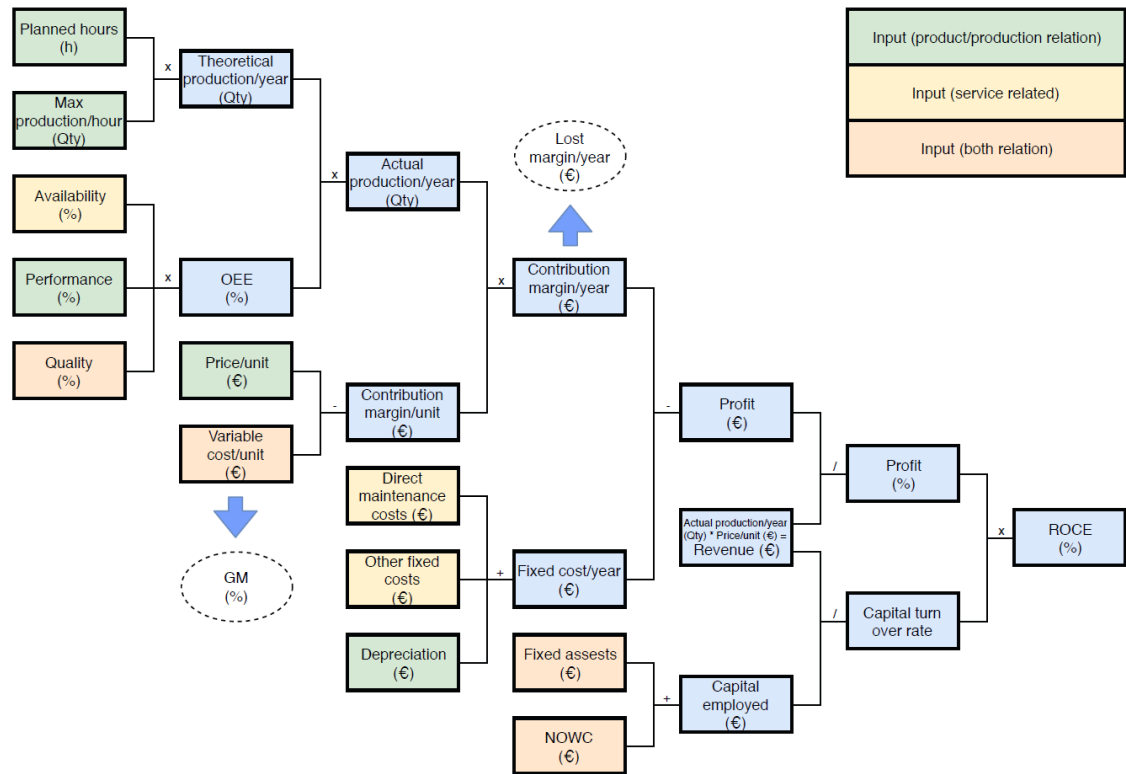 Planned hours
(h)
x
Max
production/hour
(Qty)
Theoretical
production/year
(Qty)
Availability
(%)
Performance
(%)
Quality
(%)
x
OEE
(%)
x
Actual
production/year
(Qty)
Price/unit
(€)
Variable
cost/unit
(€)
-
Contribution
margin/unit
(€)
GM
(%)
x
Contribution
margin/year
(€)
Lost
margin/year
(€)
Direct
maintenance
costs (€)
Other fixed
costs
(€)
Depreciation
(€)
+
Fixed cost/year
(€)
-
Profit
(€)
Actual production/year
(Qty) * Price/unit (€) =
Revenue (€)
/
Profit
(%)
Fixed assests
(€)
NOWC
(€)
+
Capital
employed
(€)
/
Capital turn
over rate
x
ROCE
(%)
Input (product/production relation)
Input (service related)
Input (both relation)